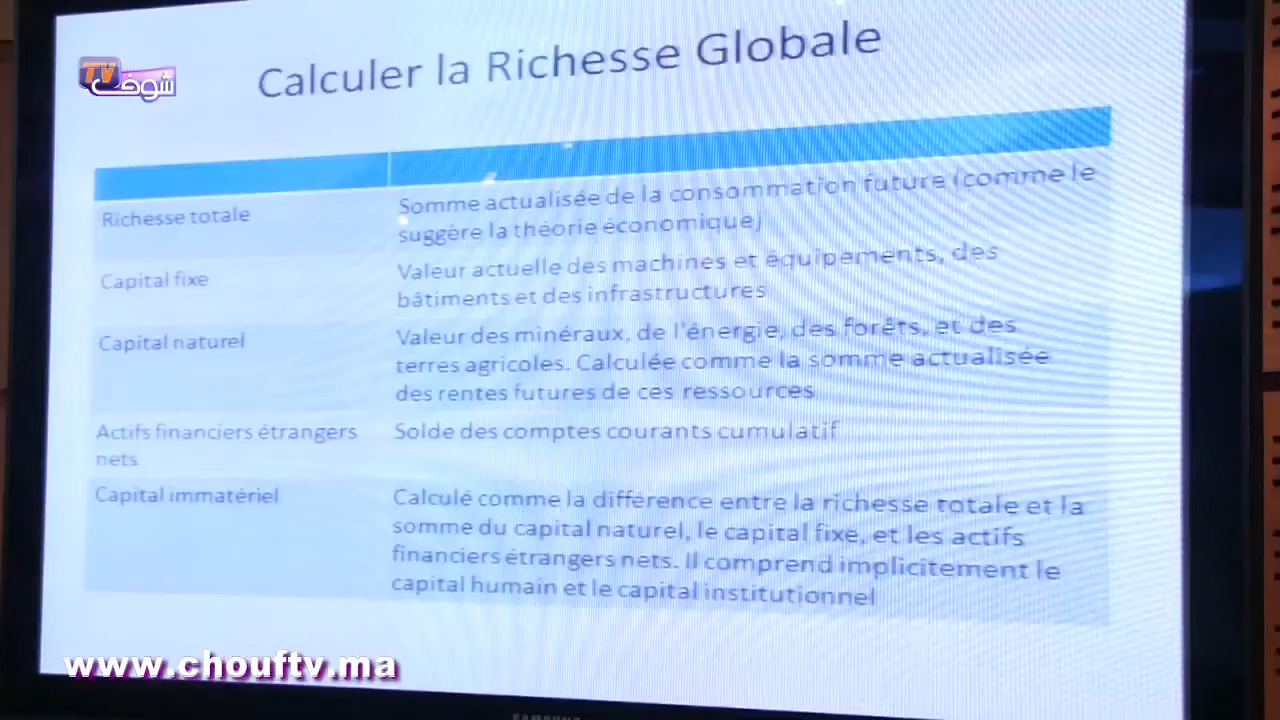 TV
شوف
Calculer la Richesse Globale
Richesse totale
Somme actualisée de la consommation future (comme le
suggère la théorie économique)
Capital fixe
Valeur actuelle des machines et équipements, des
bâtiments et des infrastructures
Capital naturel
Valeur des minéraux, de l'énergie, des forêts, et des
terres agricoles. Calculée comme la somme actualisée
des rentes futures de ces ressources
Actifs financiers étrangers
nets
Solde des comptes courants cumulatif
Capital immatériel
Calculé comme la différence entre la richesse totale et la
somme du capital naturel, le capital fixe, et les actifs
financiers étrangers nets. Il comprend implicitement le
capital humain et le capital institutionnel
www.chouftv.ma
SAMSUNG